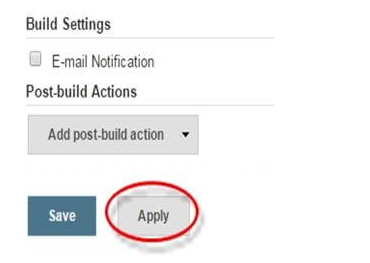 Build Settings
E-mail Notification
Post-build Actions
Add post-build action
Save Apply